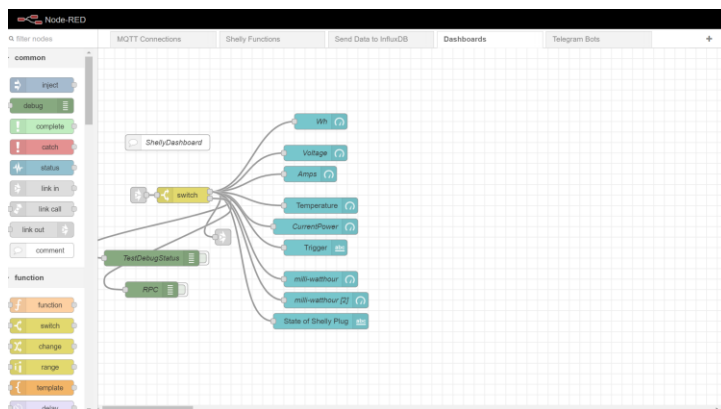 Node-RED
filter nodes
MQTT Connections
Shelly Functions
Send Data to InfluxDB
Dashboards
Telegram Bots
+
common
inject
debug
complete
catch
status
link in
link call
link out
comment
function
function
switch
change
range
template
delay
ShellyDashboard
switch
TestDebugStatus
RPC
Wh
Voltage
Amps
Temperature
CurrentPower
Trigger
abc
milli-watthour
milli-watthour [2]
State of Shelly Plug
abc